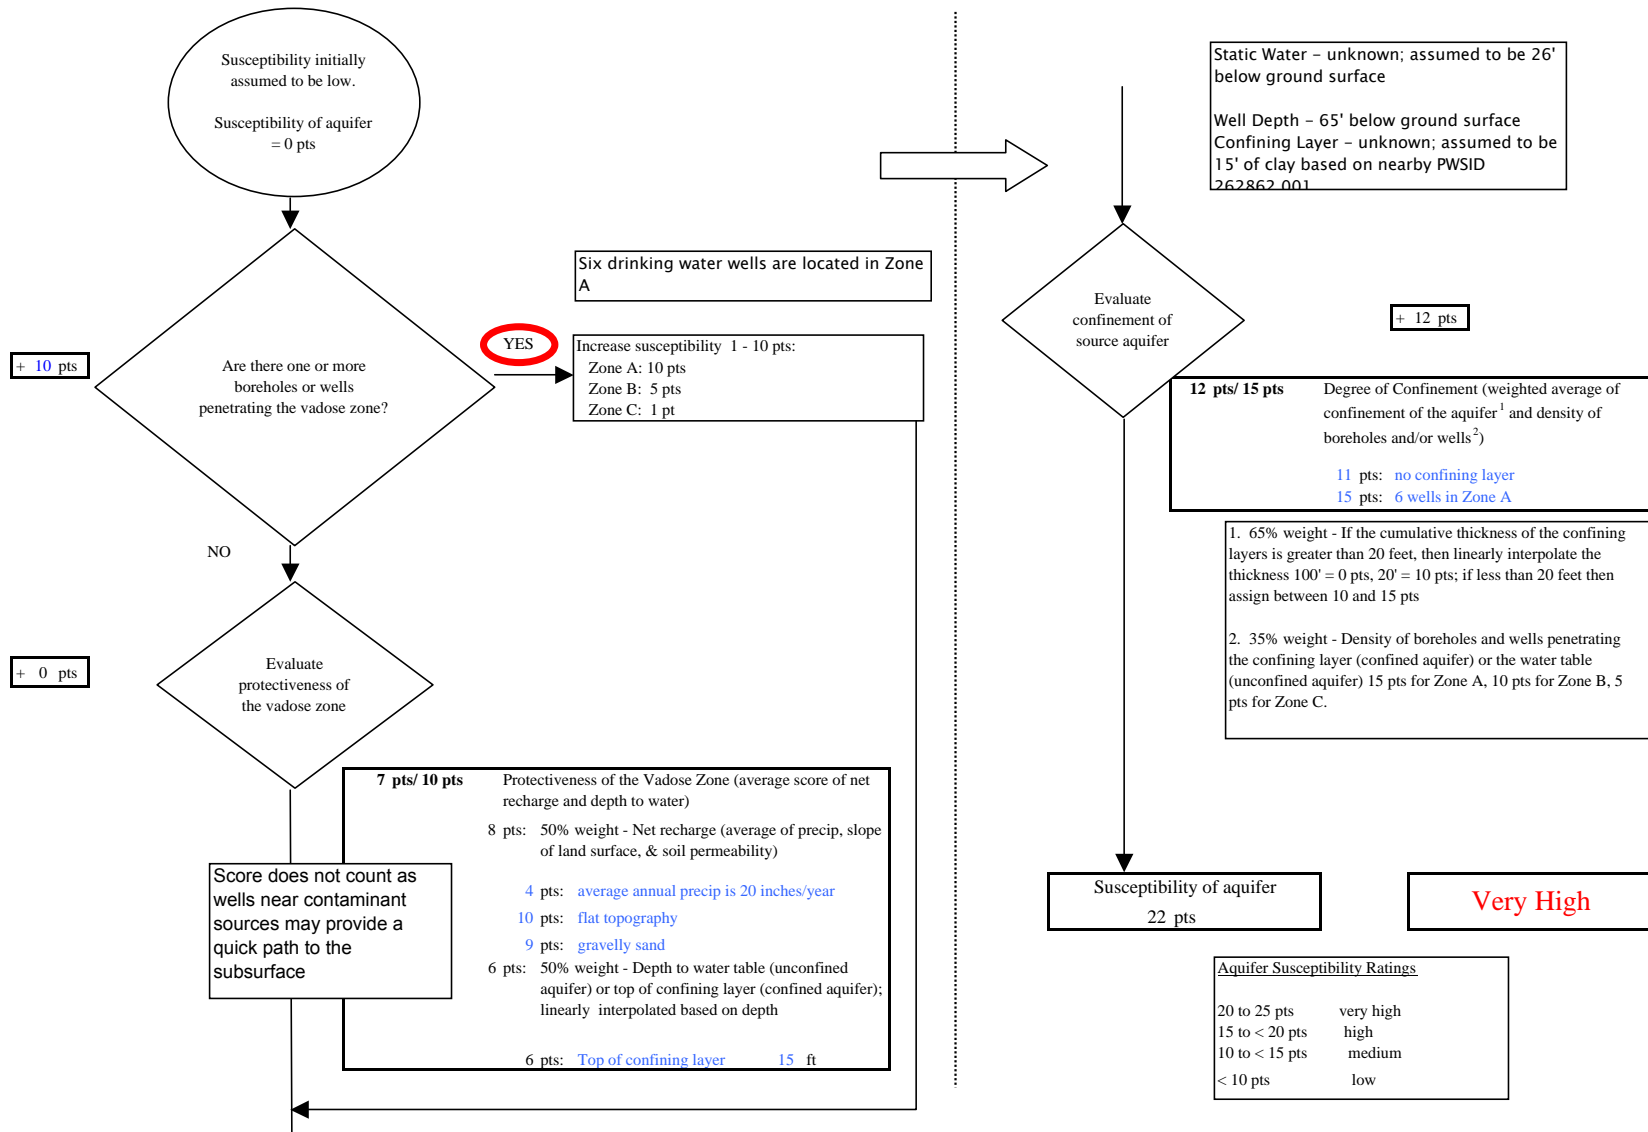 Susceptibility initially
assumed to be low.
Susceptibility of aquifer
= 0 pts
Six drinking water wells are located in Zone
A
+ 10 pts
Are there one or more
boreholes or wells
penetrating the vadose zone?
YES
Increase susceptibility 1 - 10 pts:
Zone A: 10 pts
Zone B: 5 pts
Zone C: 1 pt
NO
+ 0 pts
Evaluate
protectiveness of
the vadose zone
7 pts/ 10 pts Protectiveness of the Vadose Zone (average score of net
recharge and depth to water)
8 pts: 50% weight - Net recharge (average of precip, slope
of land surface, & soil permeability)
4 pts: average annual precip is 20 inches/year
10 pts: flat topography
9 pts: gravelly sand
6 pts: 50% weight - Depth to water table (unconfined
aquifer) or top of confining layer (confined aquifer);
linearly interpolated based on depth
6 pts: Top of confining layer 15 ft
Score does not count as
wells near contaminant
sources may provide a
quick path to the
subsurface
Static Water – unknown; assumed to be 26'
below ground surface
Well Depth – 65' below ground surface
Confining Layer – unknown; assumed to be
15' of clay based on nearby PWSID
262862.001
Evaluate
confinement of
source aquifer
+ 12 pts
12 pts/ 15 pts Degree of Confinement (weighted average of
confinement of the aquifer1 and density of
boreholes and/or wells2)
11 pts: no confining layer
15 pts: 6 wells in Zone A
1. 65% weight - If the cumulative thickness of the confining
layers is greater than 20 feet, then linearly interpolate the
thickness 100' = 0 pts, 20' = 10 pts; if less than 20 feet then
assign between 10 and 15 pts
2. 35% weight - Density of boreholes and wells penetrating
the confining layer (confined aquifer) or the water table
(unconfined aquifer) 15 pts for Zone A, 10 pts for Zone B, 5
pts for Zone C.
Susceptibility of aquifer
22 pts
Very High
Aquifer Susceptibility Ratings
20 to 25 pts very high
15 to < 20 pts high
10 to < 15 pts medium
< 10 pts low